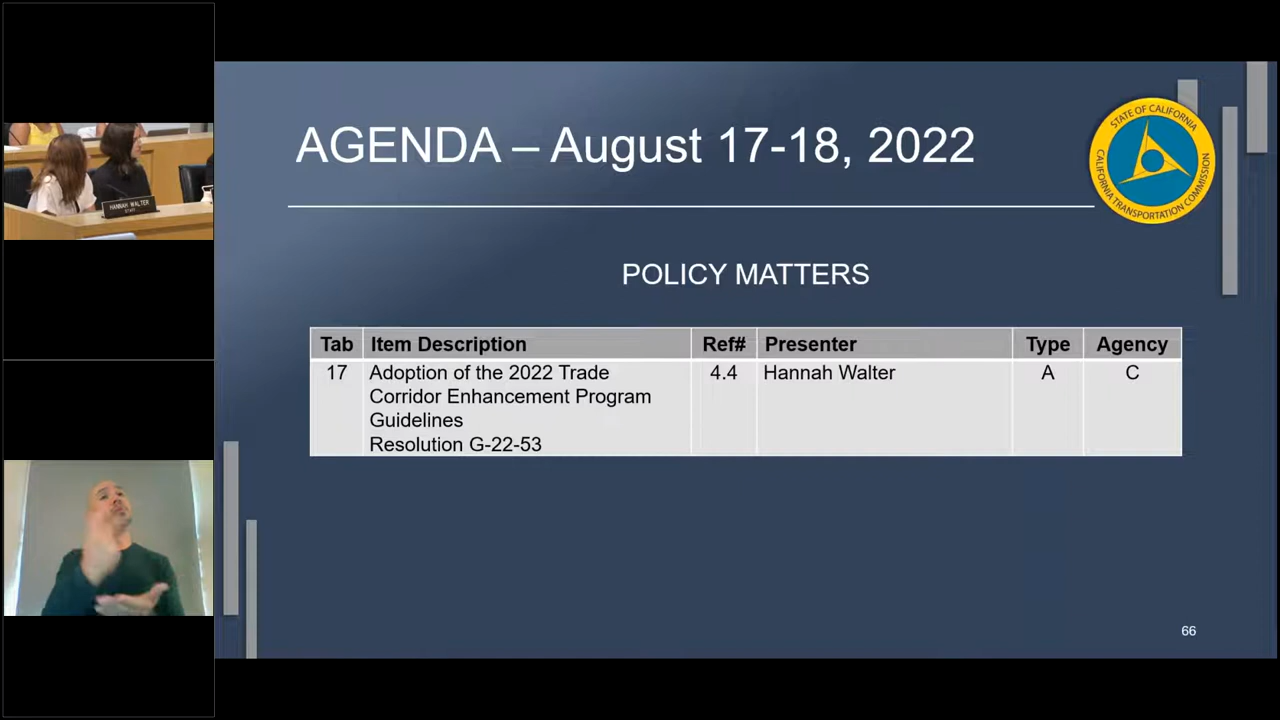 AGENDA – August 17-18, 2022
STATE OF CALIFORNIA
CALIFORNIA TRANSPORTATION COMMISSION
POLICY MATTERS
Tab Item Description Ref# Presenter Type Agency
17 Adoption of the 2022 Trade 4.4 Hannah Walter A C
Corridor Enhancement Program
Guidelines
Resolution G-22-53
HANNAH WALTER
STAFF
66